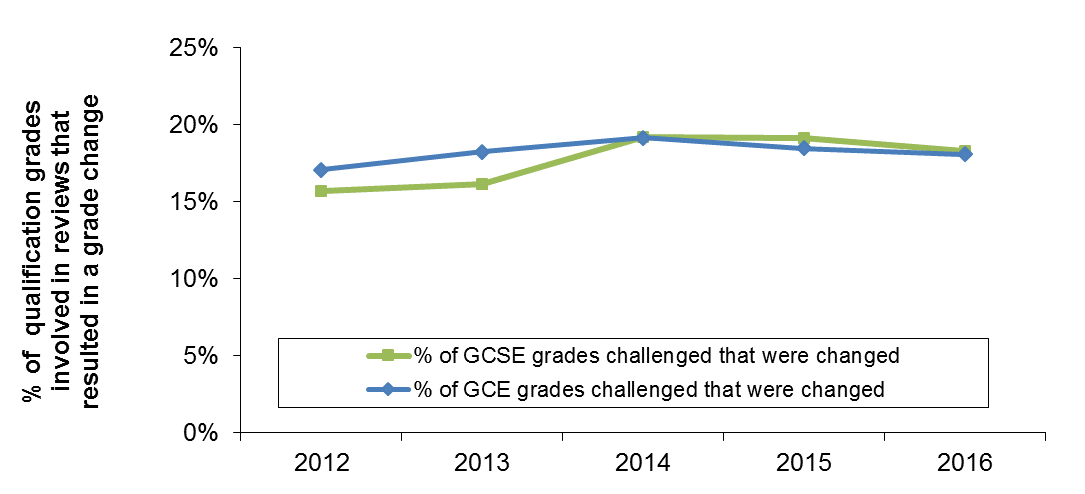 % of  qualification grades
involved in reviews that
resulted in a grade change
25%
20%
15%
10%
5%
0%
% of GCSE grades challenged that were changed
% of GCE grades challenged that were changed
2012 2013 2014 2015 2016